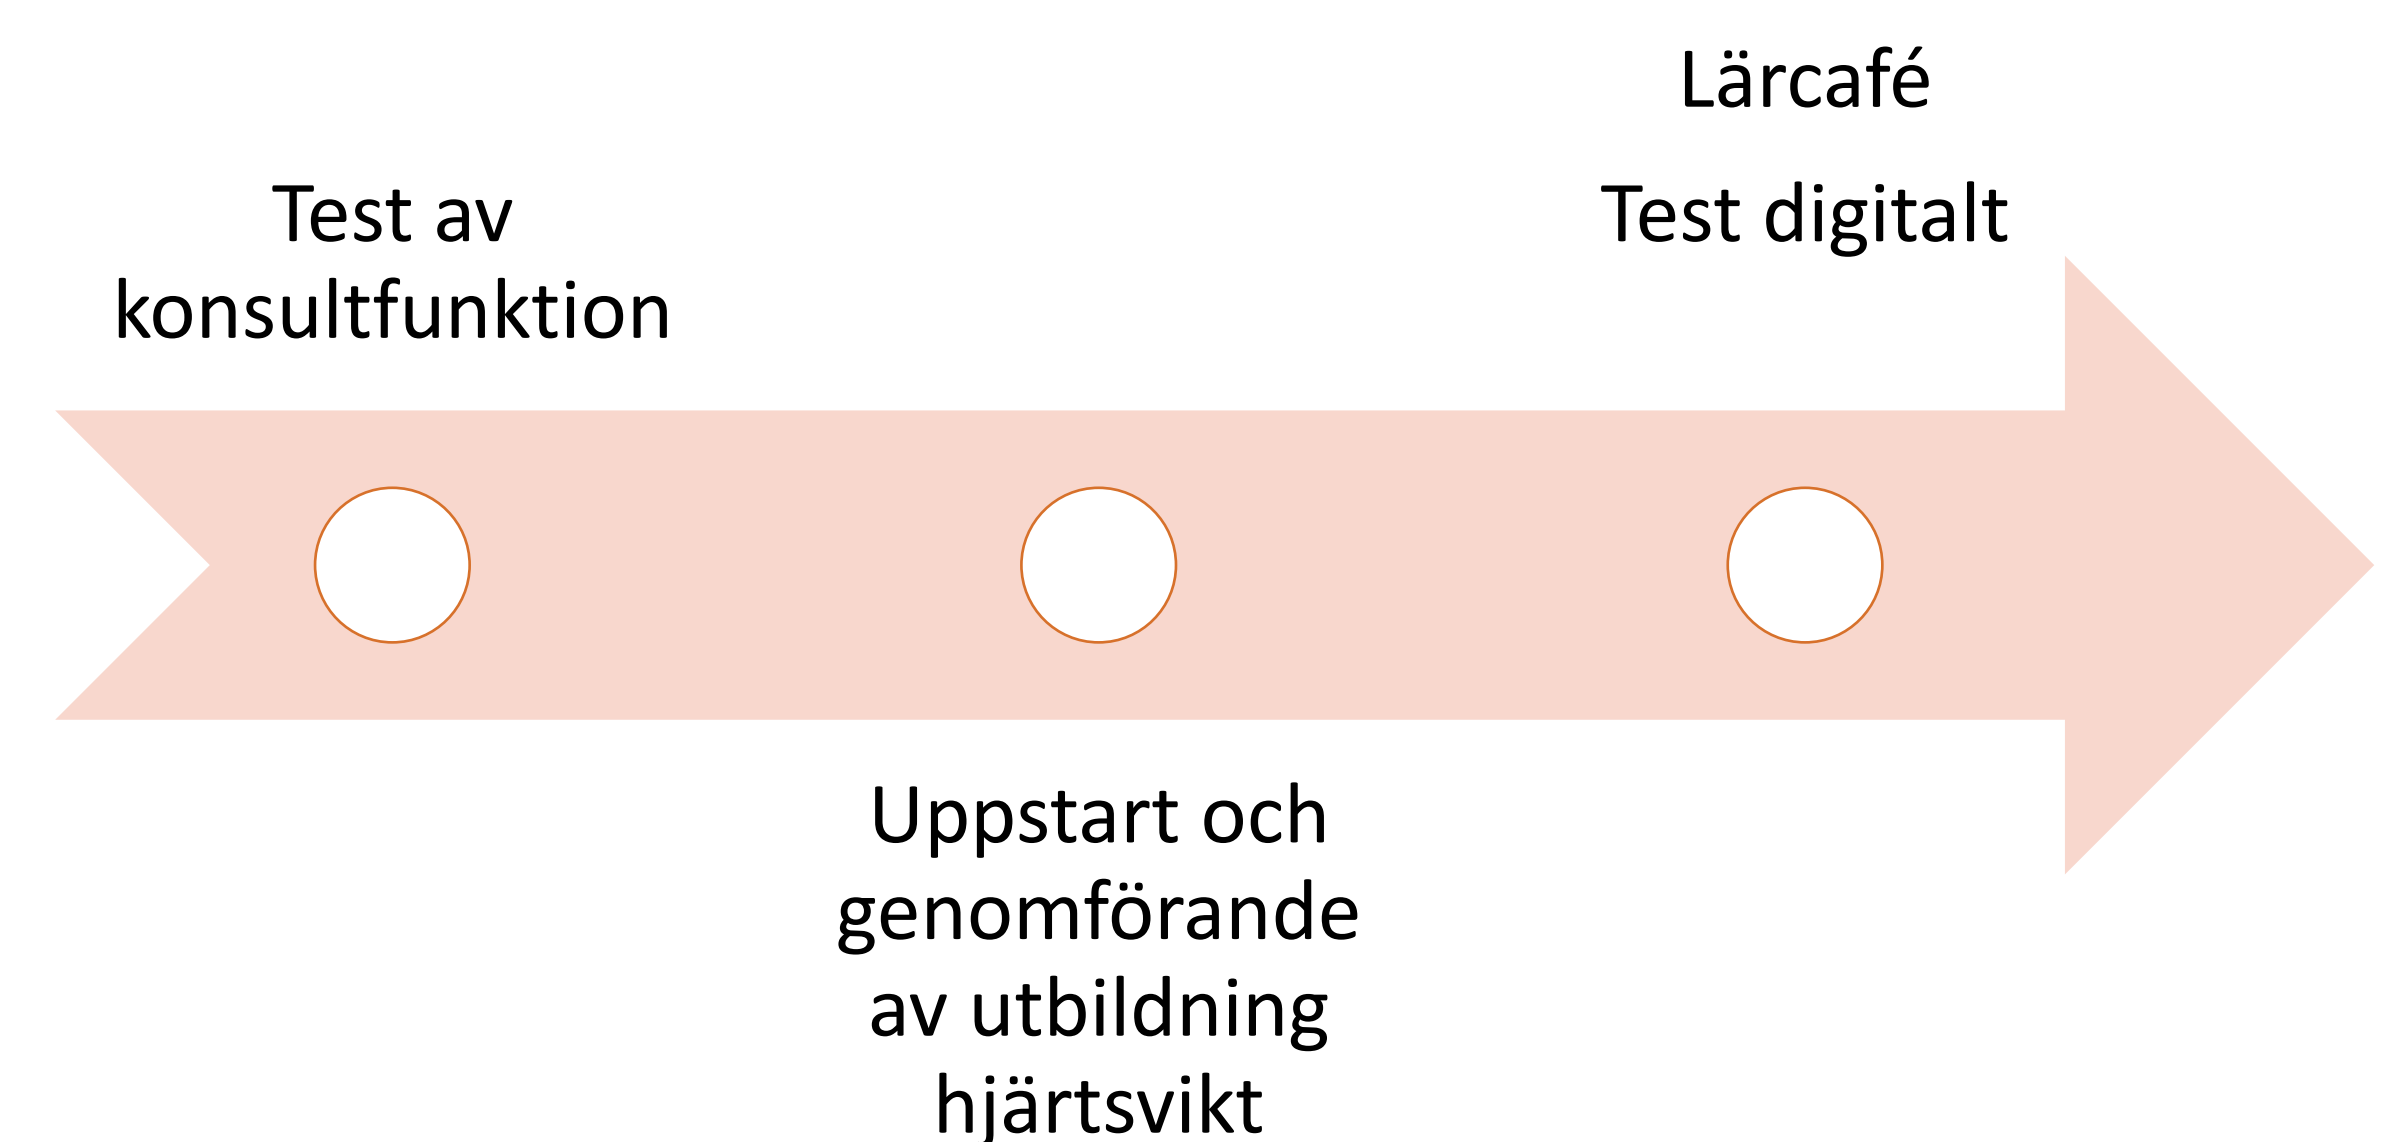 Test av
konsultfunktion
Uppstart och
genomförande
av utbildning
hjärtsvikt
Lärcafé
Test digitalt